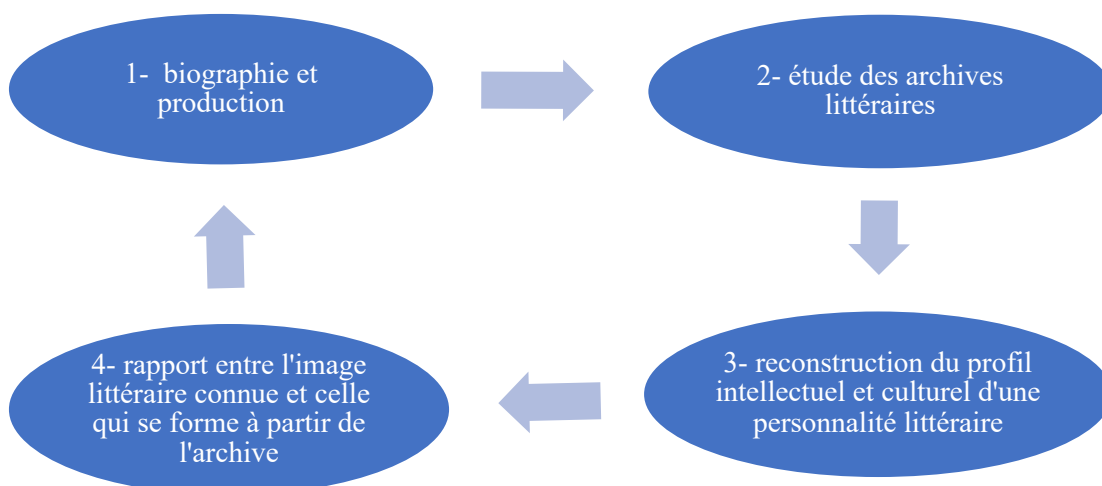 1- biographie et
production
2- étude des archives
littéraires
3- reconstruction du profil
intellectuel et culturel d'une
personnalité littéraire
4- rapport entre l'image
littéraire connue et celle
qui se forme à partir de
l'archive